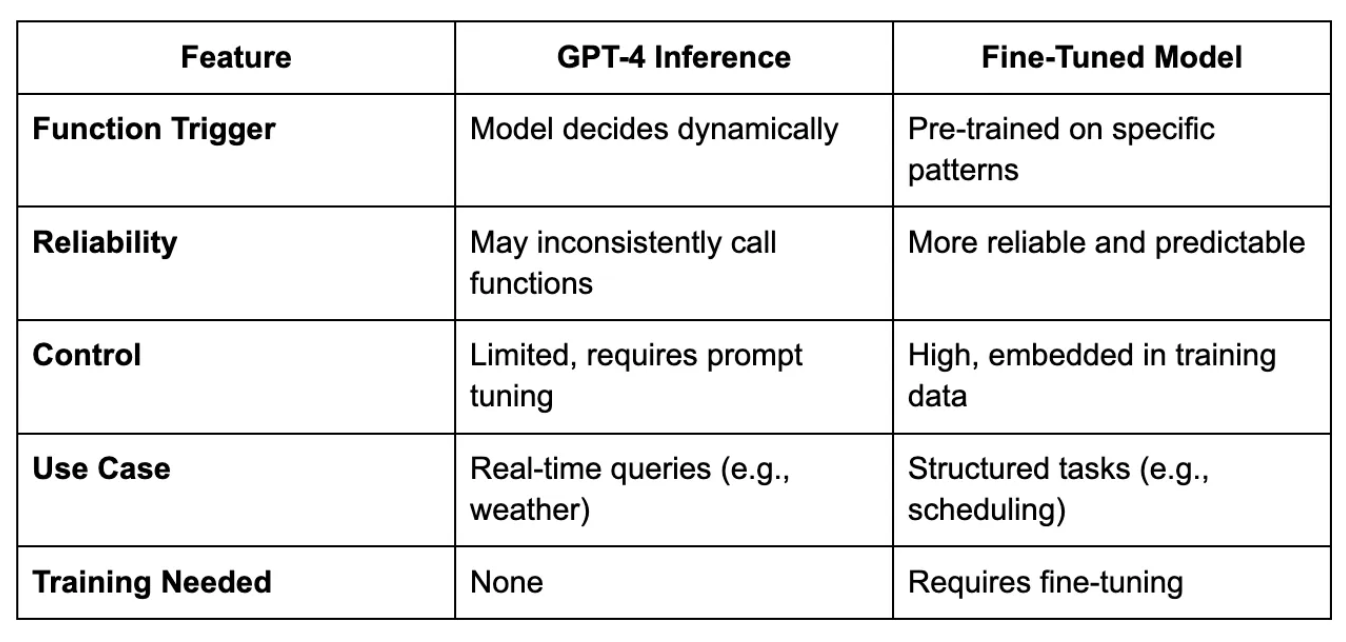 Feature GPT-4 Inference Fine-Tuned Model
Function Trigger Model decides dynamically Pre-trained on specific
patterns
Reliability May inconsistently call More reliable and predictable
functions
Control Limited, requires prompt High, embedded in training
tuning data
Use Case Real-time queries (e.g., Structured tasks (e.g.,
weather) scheduling)
Training Needed None Requires fine-tuning